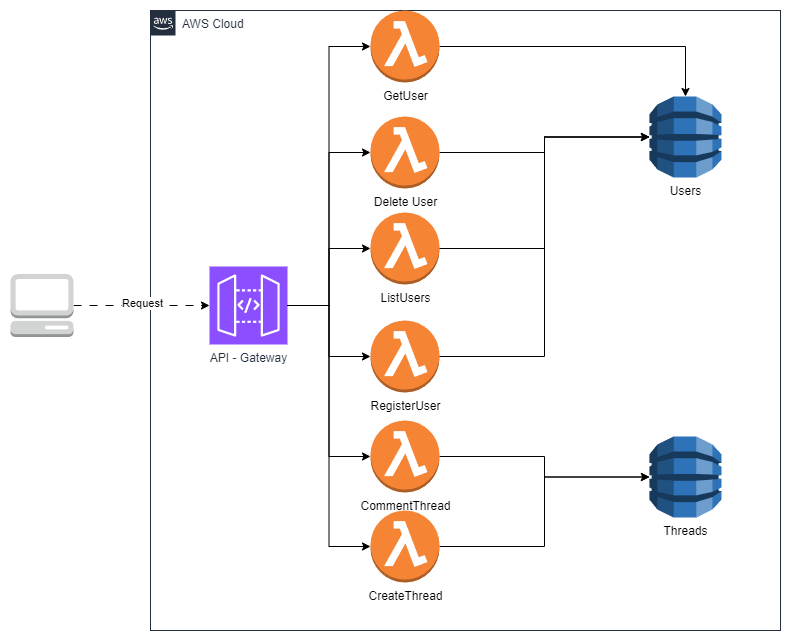 aws
AWS Cloud
GetUser
Delete User
Users
ListUsers
Request
</>
API - Gateway
RegisterUser
CommentThread
Threads
CreateThread